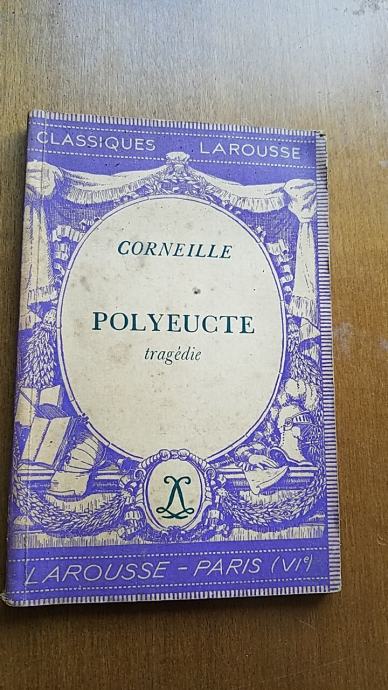 CLASSIQUES LAROUSSE
CORNEILLE
POLYEUCTE
tragédie
LAROUSSE - PARIS (VIe)